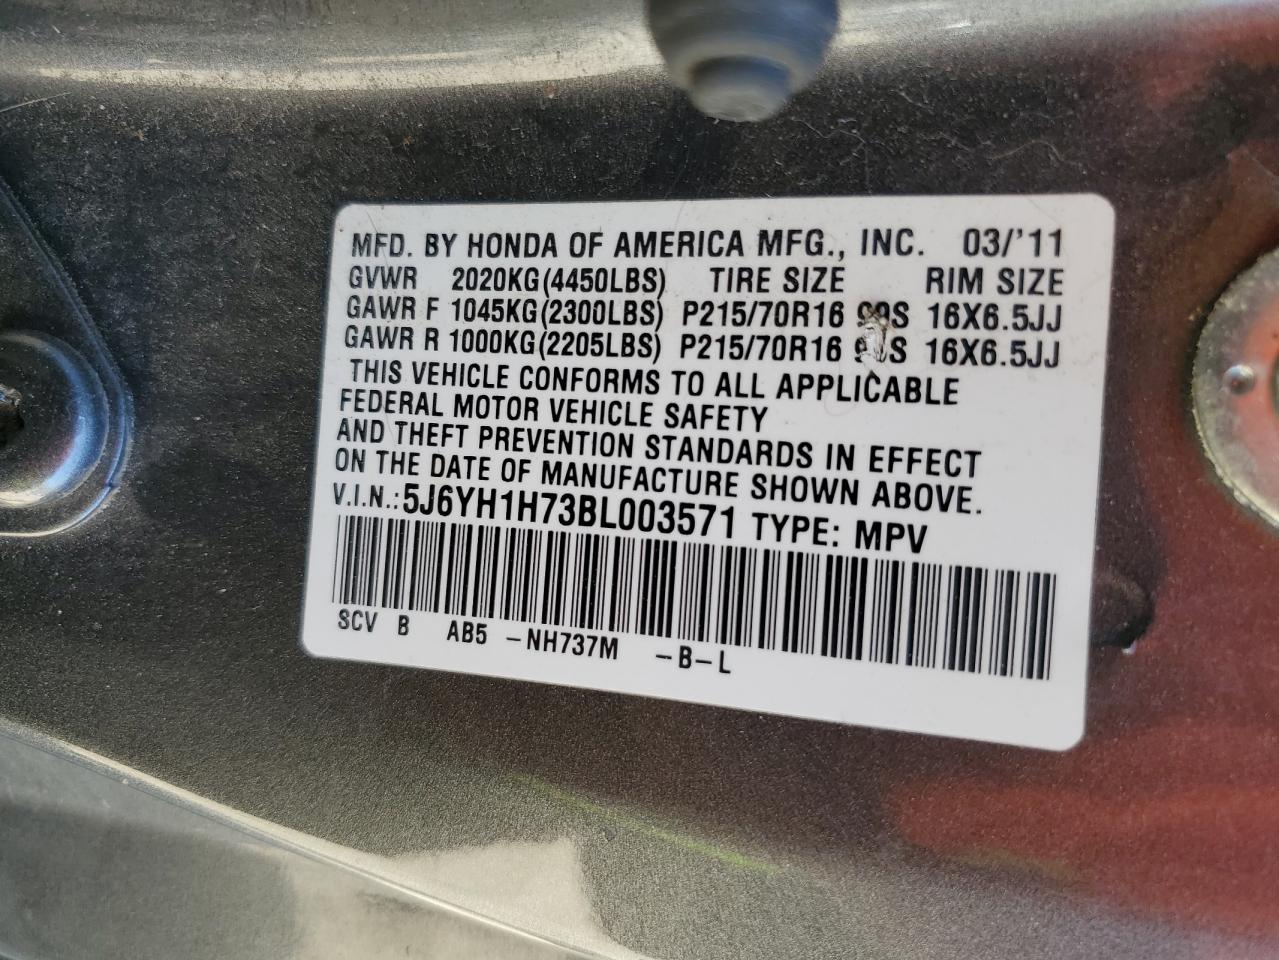 MFD. BY HONDA OF AMERICA MFG., INC. 03/'11
GVWR 2020KG(4450LBS) TIRE SIZE RIM SIZE
GAWR F 1045KG(2300LBS) P215/70R16 16X6.5JJ
GAWR R 1000KG(2205LBS) P215/70R16 16X6.5JJ
THIS VEHICLE CONFORMS TO ALL APPLICABLE
FEDERAL MOTOR VEHICLE SAFETY
AND THEFT PREVENTION STANDARDS IN EFFECT
ON THE DATE OF MANUFACTURE SHOWN ABOVE.
V.I.N.: 5J6YH1H73BL003571 TYPE: MPV
SCV B AB5 -NH737M -B-L